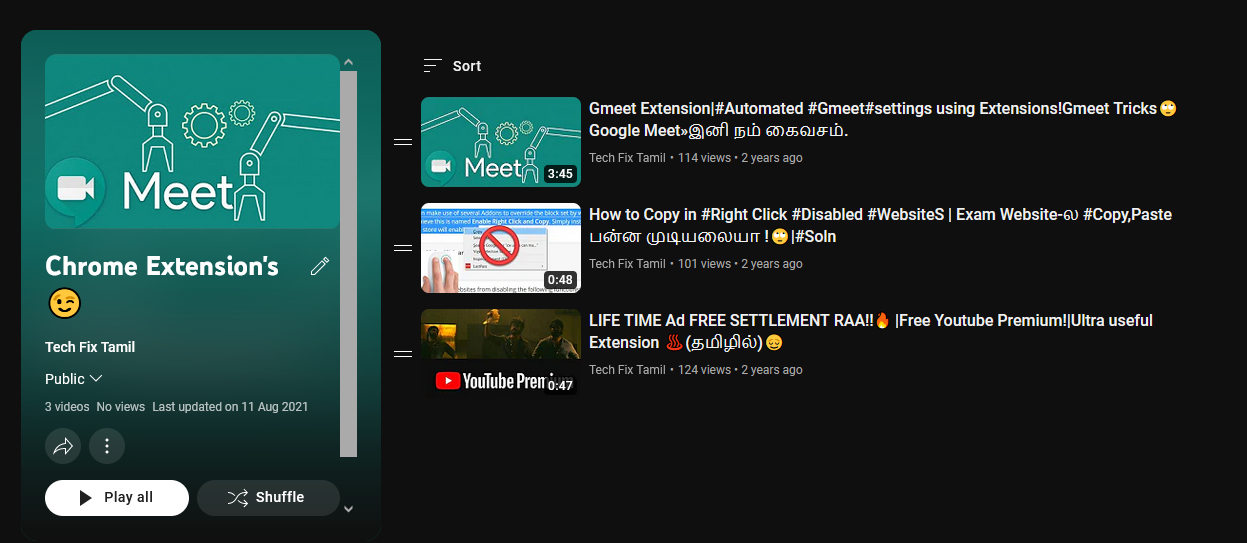 Meet
Chrome Extension's
😉
Tech Fix Tamil
Public
3 videos No views Last updated on 11 Aug 2021
Play all
Shuffle
Sort
Meet
3:45
Gmeet Extension|#Automated #Gmeet#settings using Extensions!Gmeet Tricks🙄
Google Meet»இனி நம் கைவசம்.
Tech Fix Tamil • 114 views • 2 years ago
0:48
How to Copy in #Right Click #Disabled #WebsiteS | Exam Website-ல #Copy,Paste
பன்ன முடியலையா !🙄|#Soln
Tech Fix Tamil • 101 views • 2 years ago
YouTube Premium
0:47
LIFE TIME Ad FREE SETTLEMENT RAA!!🔥 |Free Youtube Premium!|Ultra useful
Extension ♨️(தமிழில்)😌
Tech Fix Tamil • 124 views • 2 years ago